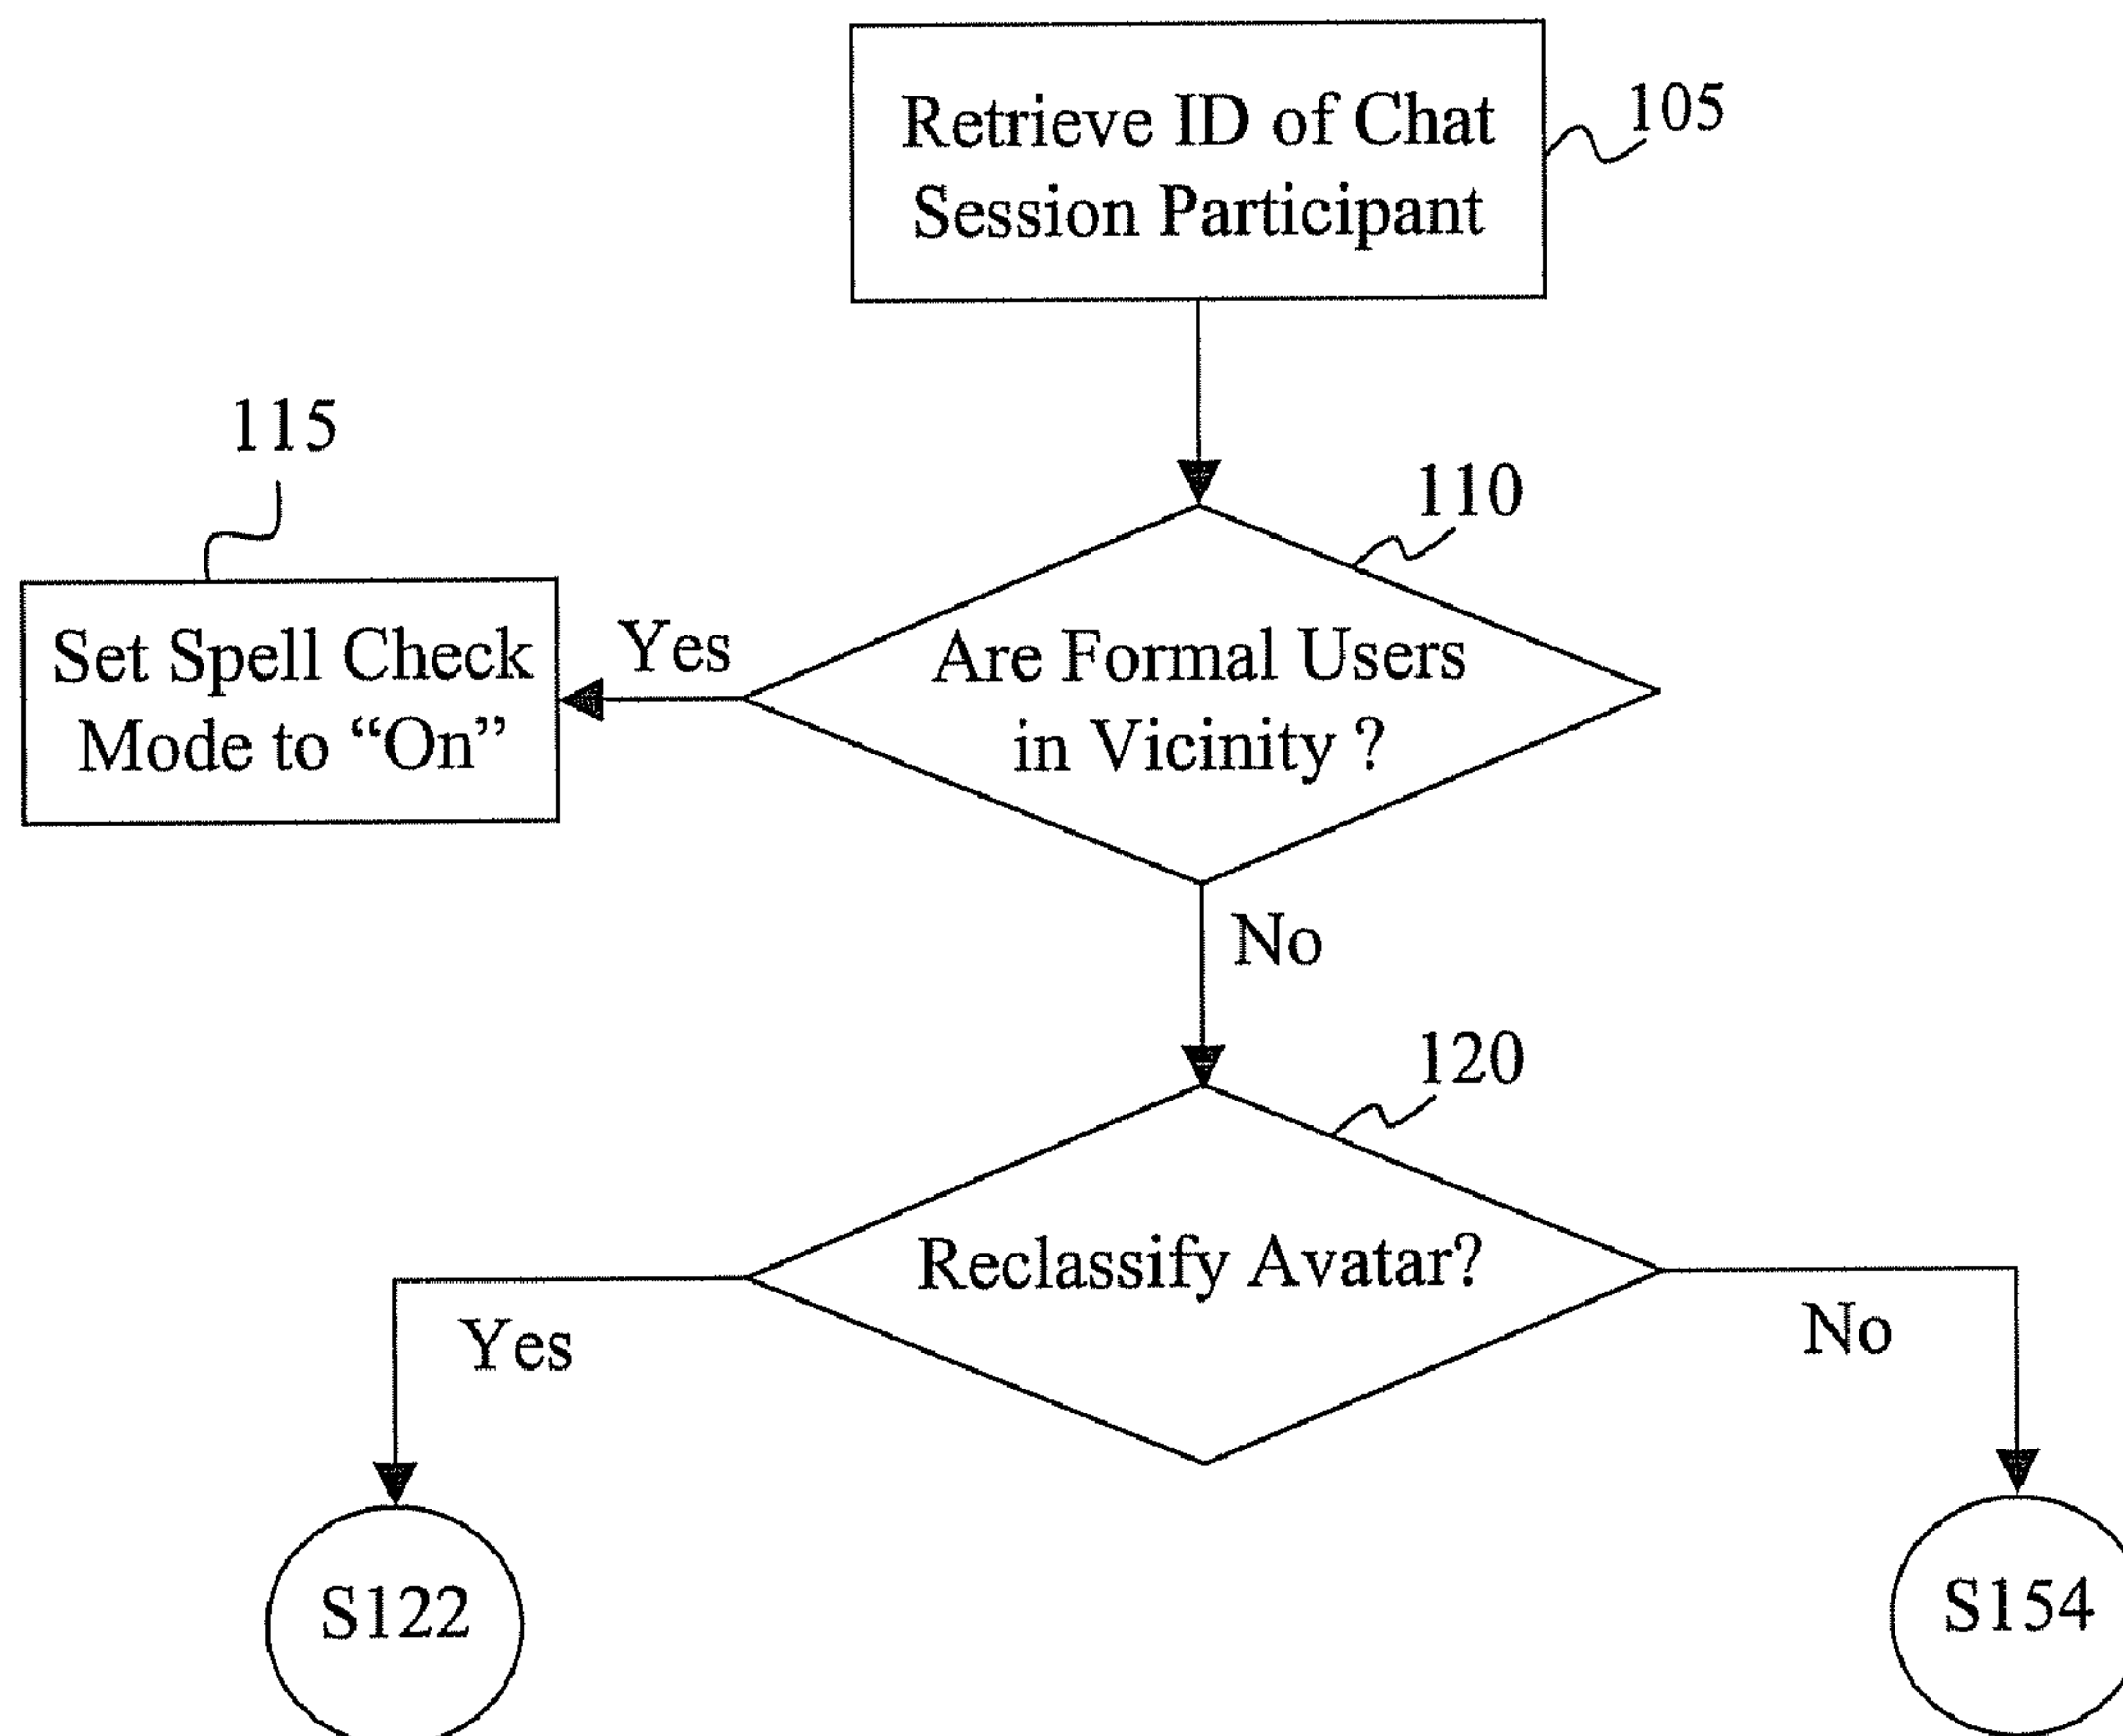 Retrieve ID of Chat
Session Participant
105
115
110
Set Spell Check
Mode to “On”
Yes
Are Formal Users
in Vicinity ?
No
120
Reclassify Avatar?
Yes
No
S122
S154